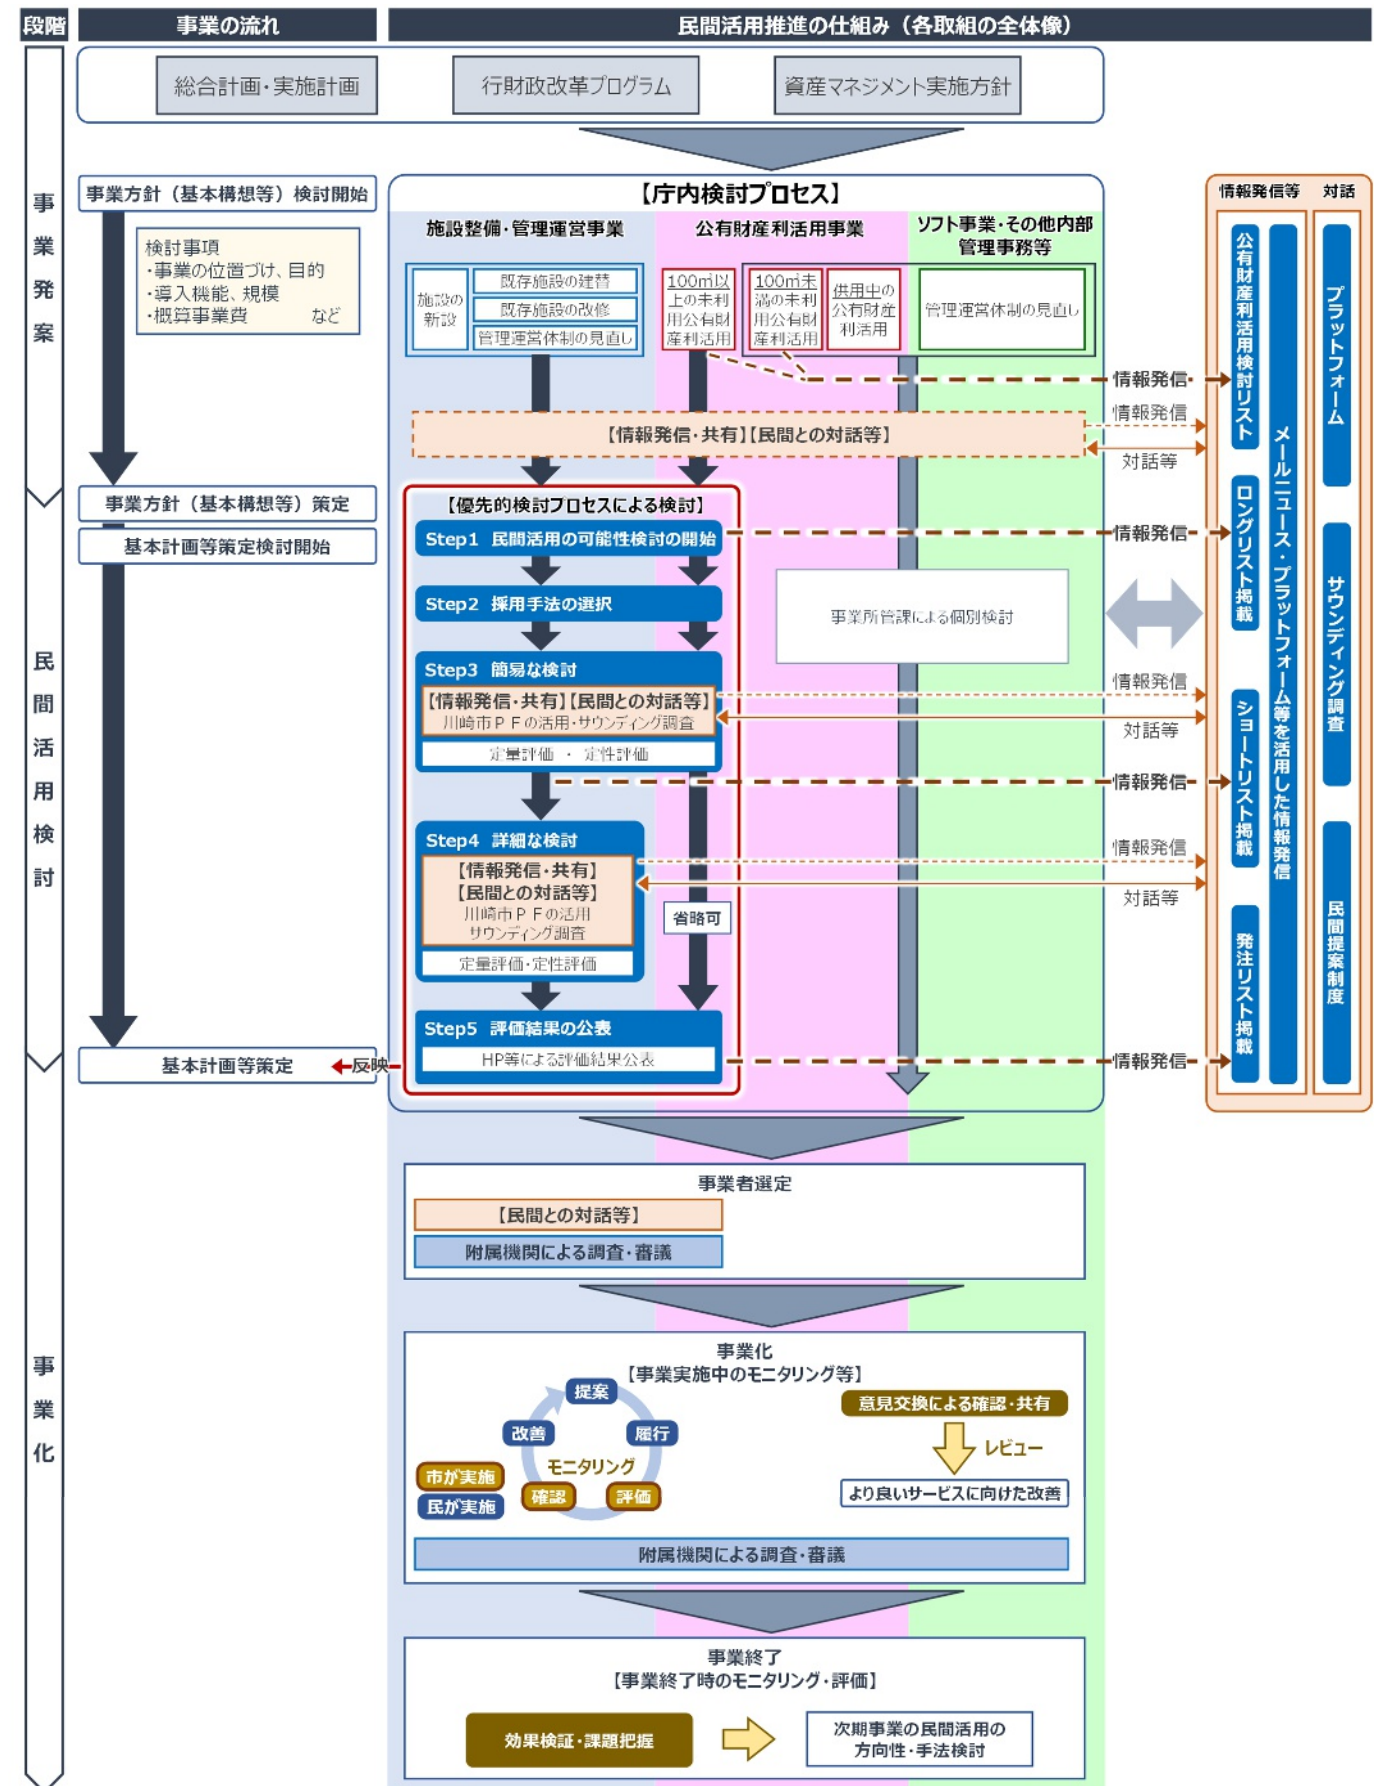 段階
事業の流れ
民間活用推進の仕組み（各取組の全体像）
総合計画・実施計画
行財政改革プログラム
資産マネジメント実施方針
事業発案
事業方針（基本構想等）検討開始
検討事項
・事業の位置づけ、目的
・導入機能、規模
・概算事業費　　　など
【庁内検討プロセス】
施設整備・管理運営事業
公有財産利活用事業
ソフト事業・その他内部
管理事務等
施設の
新設
既存施設の建替
既存施設の改修
管理運営体制の見直し
100㎡以
上の未利
用公有財
産利活用
100㎡未
満の未利
用公有財
産利活用
供用中の
公有財産
利活用
管理運営体制の見直し
情報発信
【情報発信・共有】【民間との対話等】
情報発信
対話等
事業方針（基本構想等）策定
基本計画等策定検討開始
民間活用検討
【優先的検討プロセスによる検討】
Step1 民間活用の可能性検討の開始
情報発信
Step2 採用手法の選択
事業所管課による個別検討
Step3 簡易な検討
【情報発信・共有】【民間との対話等】
川崎市ＰＦの活用・サウンディング調査
定量評価 ・ 定性評価
情報発信
対話等
情報発信
Step4 詳細な検討
【情報発信・共有】
【民間との対話等】
川崎市ＰＦの活用
サウンディング調査
定量評価・定性評価
情報発信
対話等
省略可
Step5 評価結果の公表
HP等による評価結果公表
情報発信
基本計画等策定
反映
情報発信等
対話
公有財産利活用検討リスト
ロングリスト掲載
ショートリスト掲載
発注リスト掲載
メールニュース・プラットフォーム等を活用した情報発信
プラットフォーム
サウンディング調査
民間提案制度
事業化
事業者選定
【民間との対話等】
附属機関による調査・審議
事業化
【事業実施中のモニタリング等】
提案
改善
履行
モニタリング
確認
評価
市が実施
民が実施
意見交換による確認・共有
レビュー
より良いサービスに向けた改善
附属機関による調査・審議
事業終了
【事業終了時のモニタリング・評価】
効果検証・課題把握
次期事業の民間活用の
方向性・手法検討